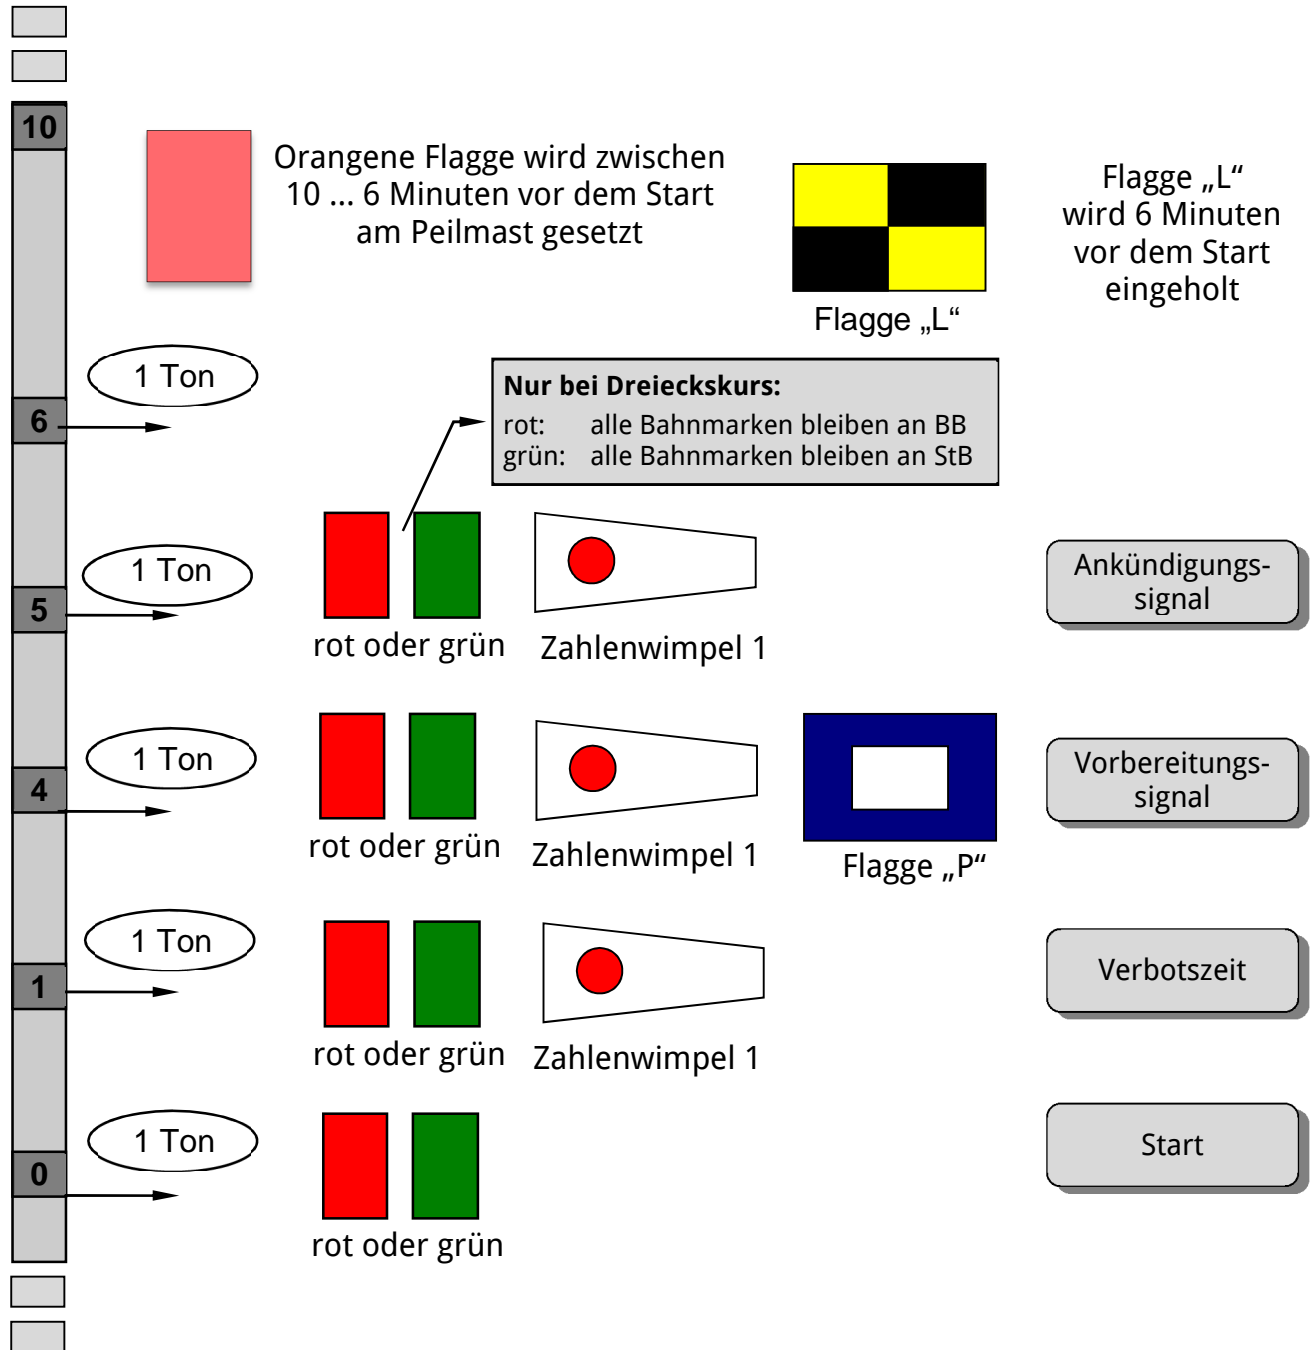 10
Orangene Flagge wird zwischen
10 ... 6 Minuten vor dem Start
am Peilmast gesetzt
Flagge „L“
Flagge „L“
wird 6 Minuten
vor dem Start
eingeholt
1 Ton
6
Nur bei Dreieckskurs:
rot: alle Bahnmarken bleiben an BB
grün: alle Bahnmarken bleiben an StB
1 Ton
5
rot oder grün
Zahlenwimpel 1
Ankündigungs-
signal
1 Ton
4
rot oder grün
Zahlenwimpel 1
Flagge „P“
Vorbereitungs-
signal
1 Ton
1
rot oder grün
Zahlenwimpel 1
Verbotszeit
1 Ton
0
rot oder grün
Start